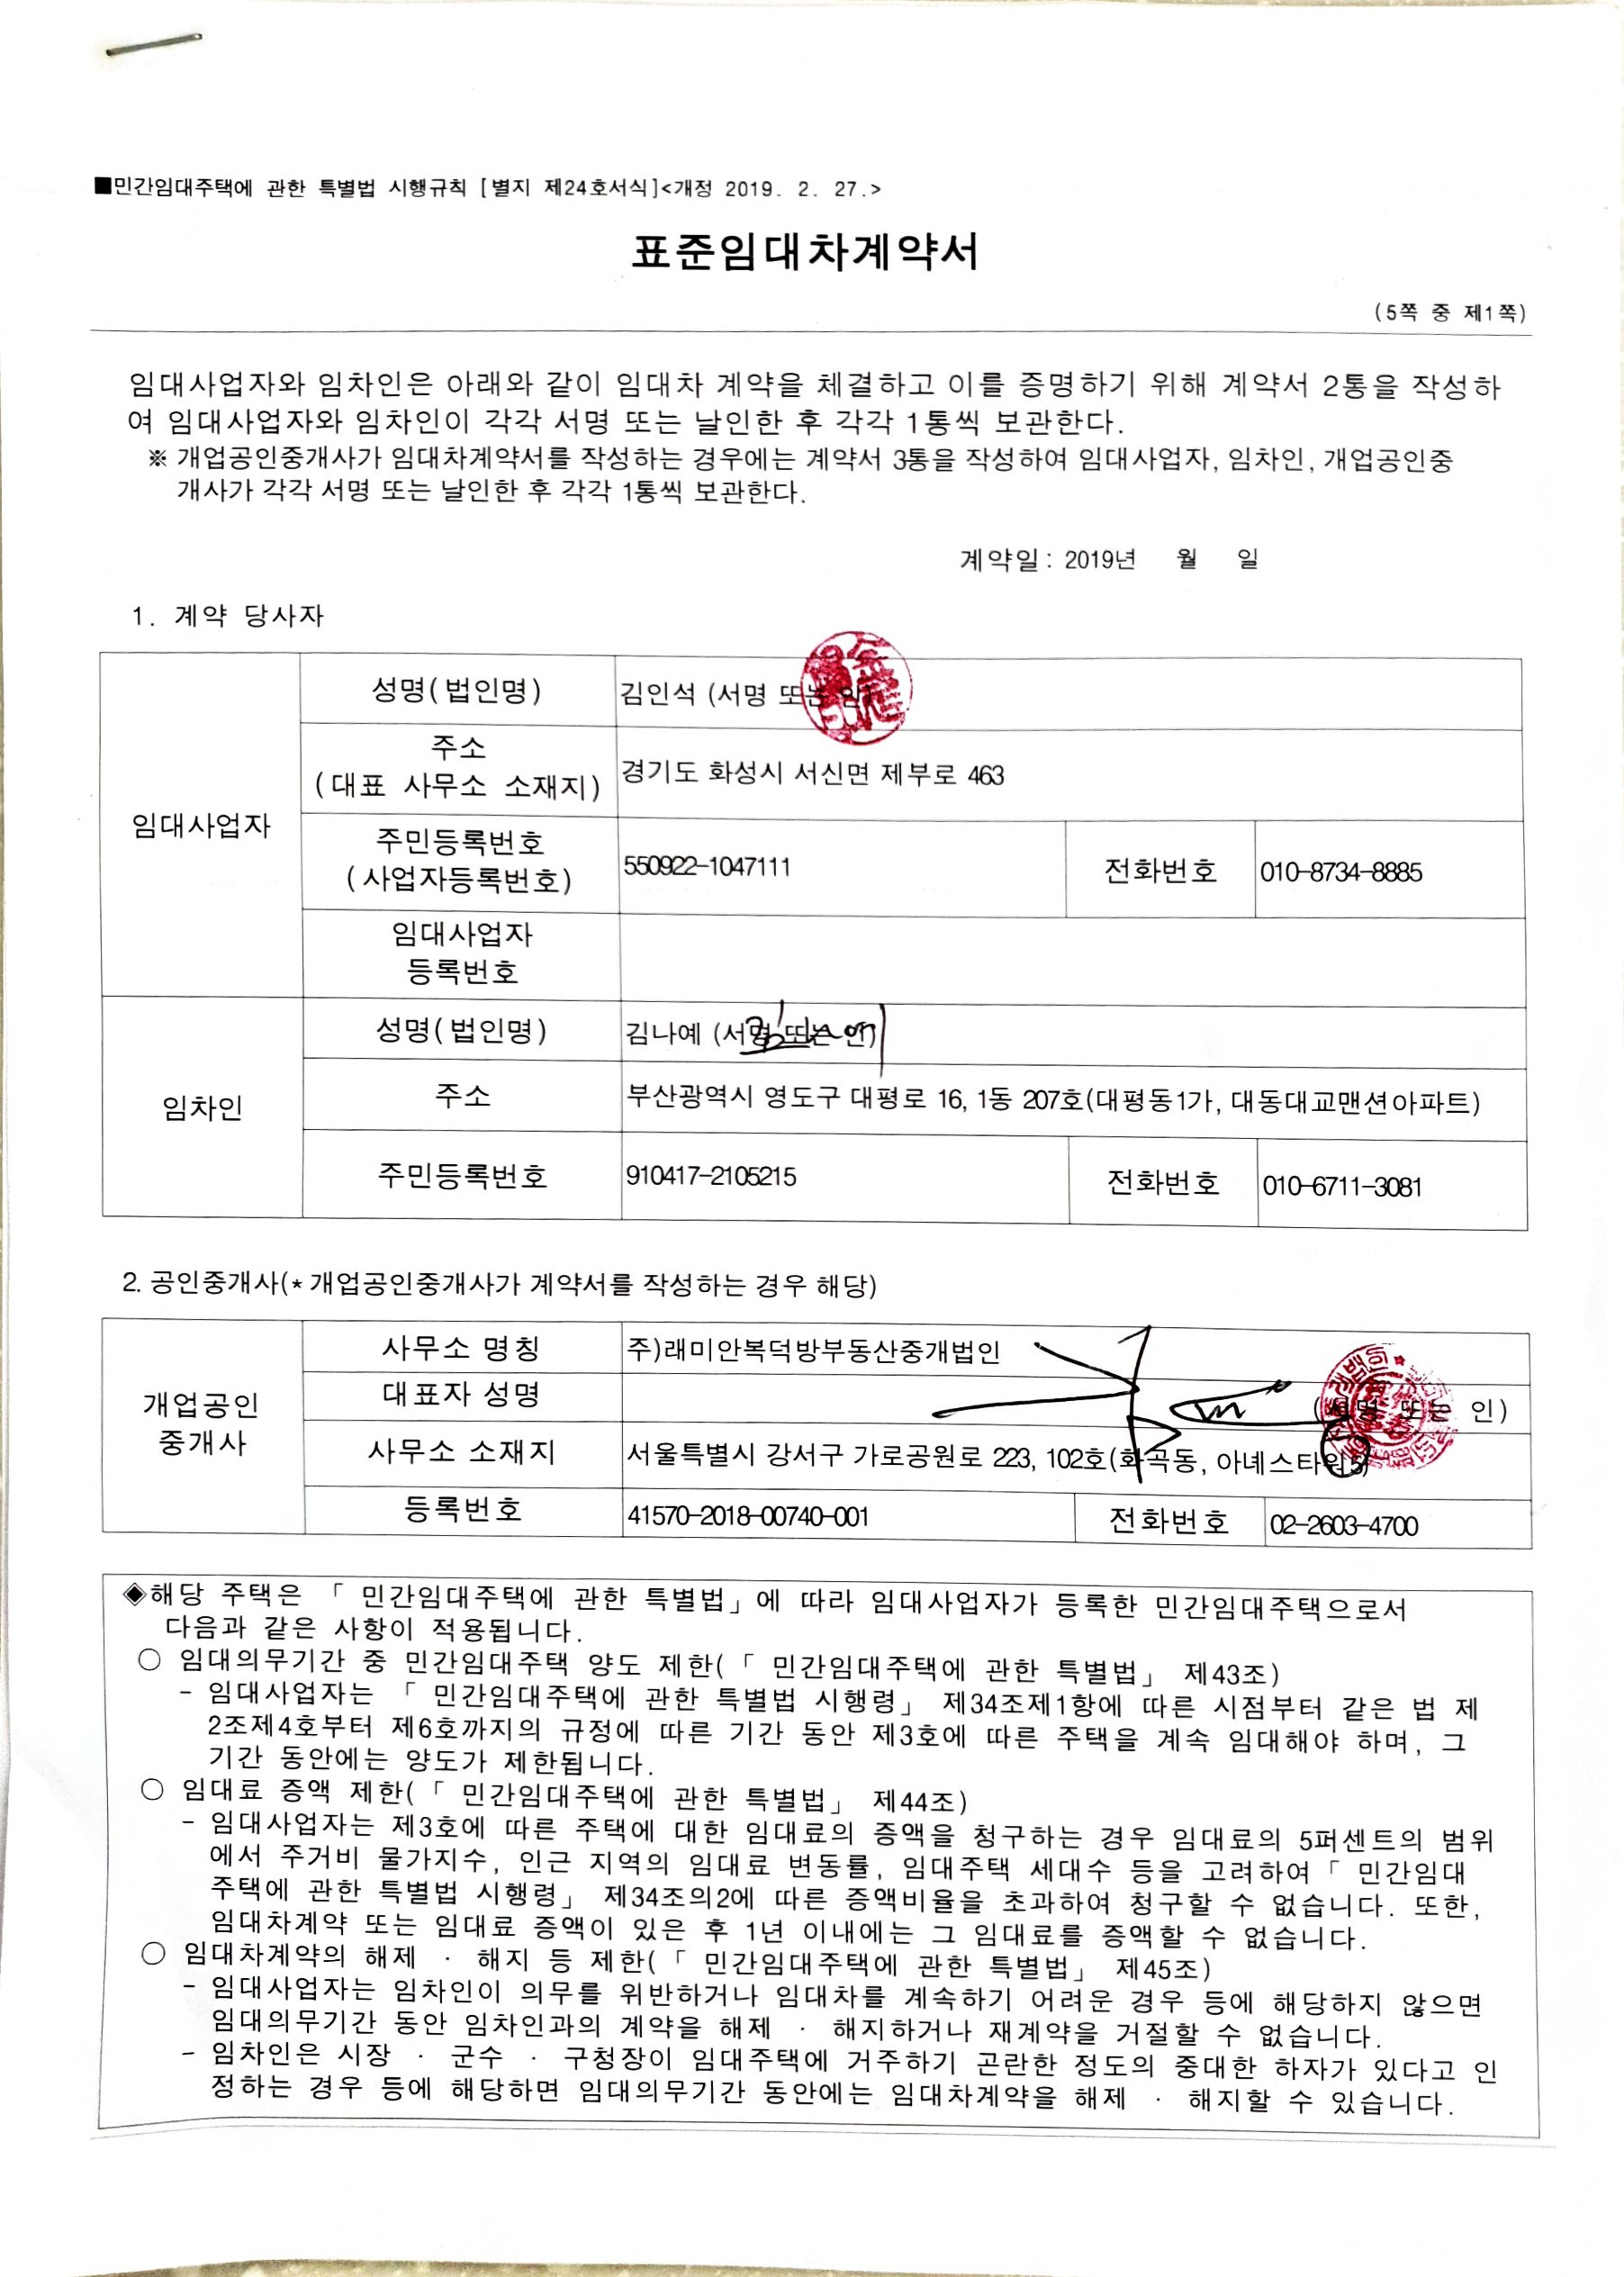 ■민간임대주택에 관한 특별법 시행규칙 [별지 제24호서식]<개정 2019. 2. 27.>
표준임대차계약서
(5쪽 중 제1쪽)
임대사업자와 임차인은 아래와 같이 임대차 계약을 체결하고 이를 증명하기 위해 계약서 2통을 작성하
여 임대사업자와 임차인이 각각 서명 또는 날인한 후 각각 1통씩 보관한다.
※ 개업공인중개사가 임대차계약서를 작성하는 경우에는 계약서 3통을 작성하여 임대사업자, 임차인, 개업공인중
개사가 각각 서명 또는 날인한 후 각각 1통씩 보관한다.
계약일: 2019년 월 일
1. 계약 당사자
임대사업자
성명(법인명) 김인석 (서명 또는 인)
주소
(대표 사무소 소재지) 경기도 화성시 서신면 제부로 463
주민등록번호
(사업자등록번호) 550922-1047111 전화번호 010-8734-8885
임대사업자
등록번호
임차인
성명(법인명) 김나예 (서명 또는 인)
주소 부산광역시 영도구 대평로 16, 1동 207호(대평동1가, 대동대교맨션아파트)
주민등록번호 910417-2105215 전화번호 010-6711-3081
2. 공인중개사(*개업공인중개사가 계약서를 작성하는 경우 해당)
개업공인
중개사
사무소 명칭 주)래미안복덕방부동산중개법인
대표자 성명 (서명 또는 인)
사무소 소재지 서울특별시 강서구 가로공원로 223, 102호(화곡동, 아네스타워5)
등록번호 41570-2018-00740-001 전화번호 02-2603-4700
◈해당 주택은 「 민간임대주택에 관한 특별법」에 따라 임대사업자가 등록한 민간임대주택으로서
다음과 같은 사항이 적용됩니다.
○ 임대의무기간 중 민간임대주택 양도 제한(「 민간임대주택에 관한 특별법」 제43조)
- 임대사업자는 「 민간임대주택에 관한 특별법 시행령」 제34조제1항에 따른 시점부터 같은 법 제
2조제4호부터 제6호까지의 규정에 따른 기간 동안 제3호에 따른 주택을 계속 임대해야 하며, 그
기간 동안에는 양도가 제한됩니다.
○ 임대료 증액 제한(「 민간임대주택에 관한 특별법」 제44조)
- 임대사업자는 제3호에 따른 주택에 대한 임대료의 증액을 청구하는 경우 임대료의 5퍼센트의 범위
에서 주거비 물가지수, 인근 지역의 임대료 변동률, 임대주택 세대수 등을 고려하여「 민간임대
주택에 관한 특별법 시행령」 제34조의2에 따른 증액비율을 초과하여 청구할 수 없습니다. 또한,
임대차계약 또는 임대료 증액이 있은 후 1년 이내에는 그 임대료를 증액할 수 없습니다.
○ 임대차계약의 해제 · 해지 등 제한(「 민간임대주택에 관한 특별법」 제45조)
- 임대사업자는 임차인이 의무를 위반하거나 임대차를 계속하기 어려운 경우 등에 해당하지 않으면
임대의무기간 동안 임차인과의 계약을 해제 · 해지하거나 재계약을 거절할 수 없습니다.
- 임차인은 시장 · 군수 · 구청장이 임대주택에 거주하기 곤란한 정도의 중대한 하자가 있다고 인
정하는 경우 등에 해당하면 임대의무기간 동안에는 임대차계약을 해제 · 해지할 수 있습니다.